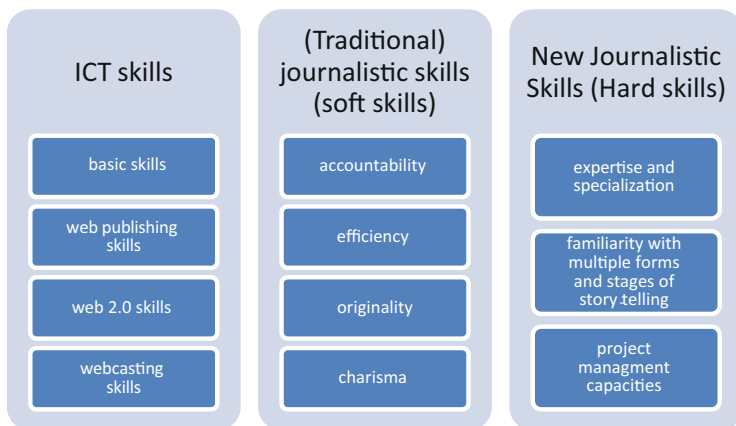 ICT skills
basic skills
web publishing
skills
web 2.0 skills
webcasting
skills
(Traditional)
journalistic skills
(soft skills)
accountability
efficiency
originality
charisma
New Journalistic
Skills (Hard skills)
expertise and
specialization
familiarity with
multiple forms
and stages of
story-telling
project
managment
capacities